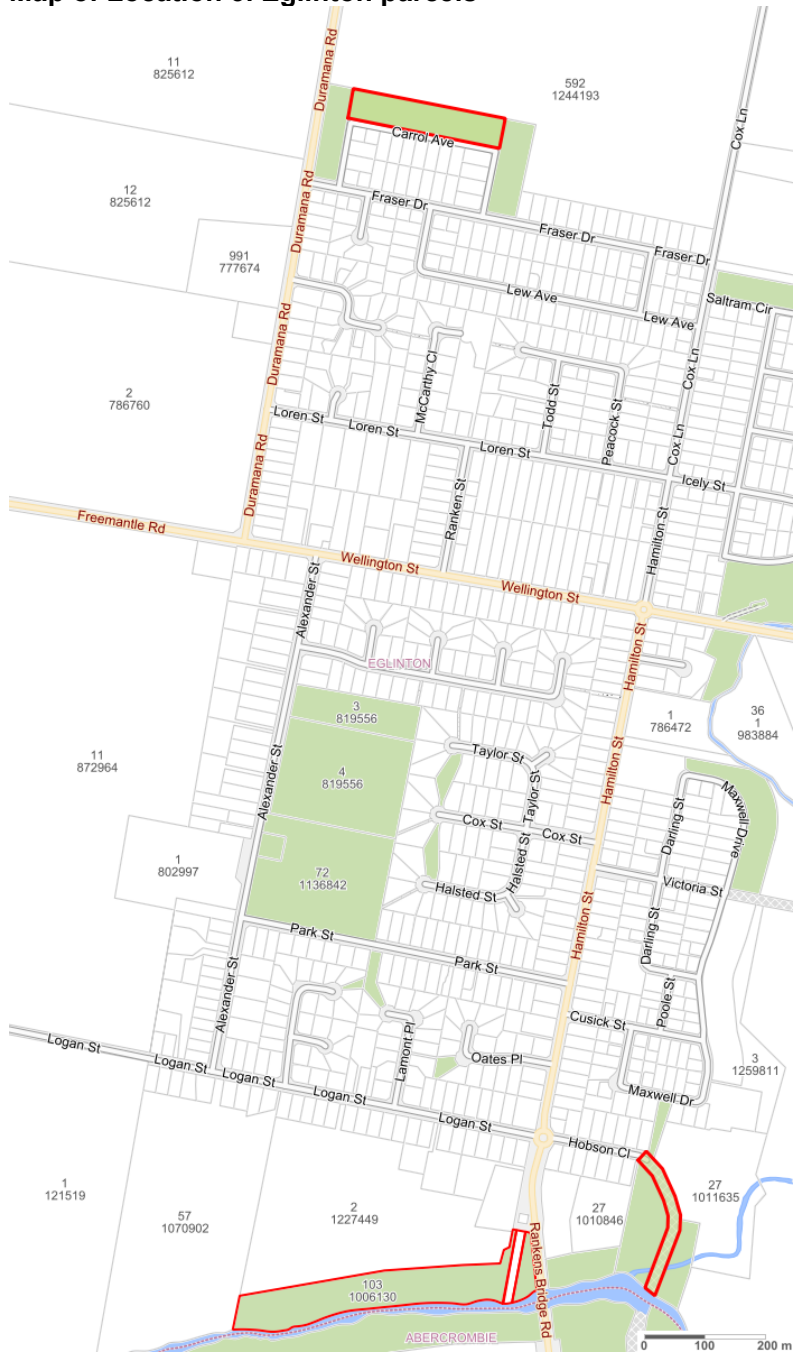 Map of Location of Eglinton parcels
11
825612
Duramana Rd
592
1244193
Cox Ln
Carrol Ave
12
825612
Duramana Rd
Fraser Dr
Fraser Dr
Fraser Dr
991
777674
Lew Ave
Lew Ave
Saltram Cir
Duramana Rd
McCarthy Cl
Cox Ln
2
786760
Todd St
Peacock St
Loren St
Loren St
Loren St
Cox Ln
Duramana Rd
Icely St
Ranken St
Hamilton St
Freemantle Rd
Wellington St
Wellington St
Alexander St
EGLINTON
Hamilton St
3
819556
1
786472
36
1
983884
11
872964
Alexander St
4
819556
Taylor St
Taylor St
Hamilton St
Darling St
Maxwell Drive
Cox St
Cox St
1
802997
72
1136842
Halsted St
Halsted St
Victoria St
Hamilton St
Darling St
Park St
Park St
Poole St
Alexander St
Cusick St
Lamont Pl
Oates Pl
3
1259811
Logan St
Logan St
Logan St
Logan St
Logan St
Maxwell Dr
Hobson Cl
1
121519
57
1070902
2
1227449
27
1010846
27
1011635
Rankens Bridge Rd
103
1006130
ABERCROMBIE
0 100 200 m